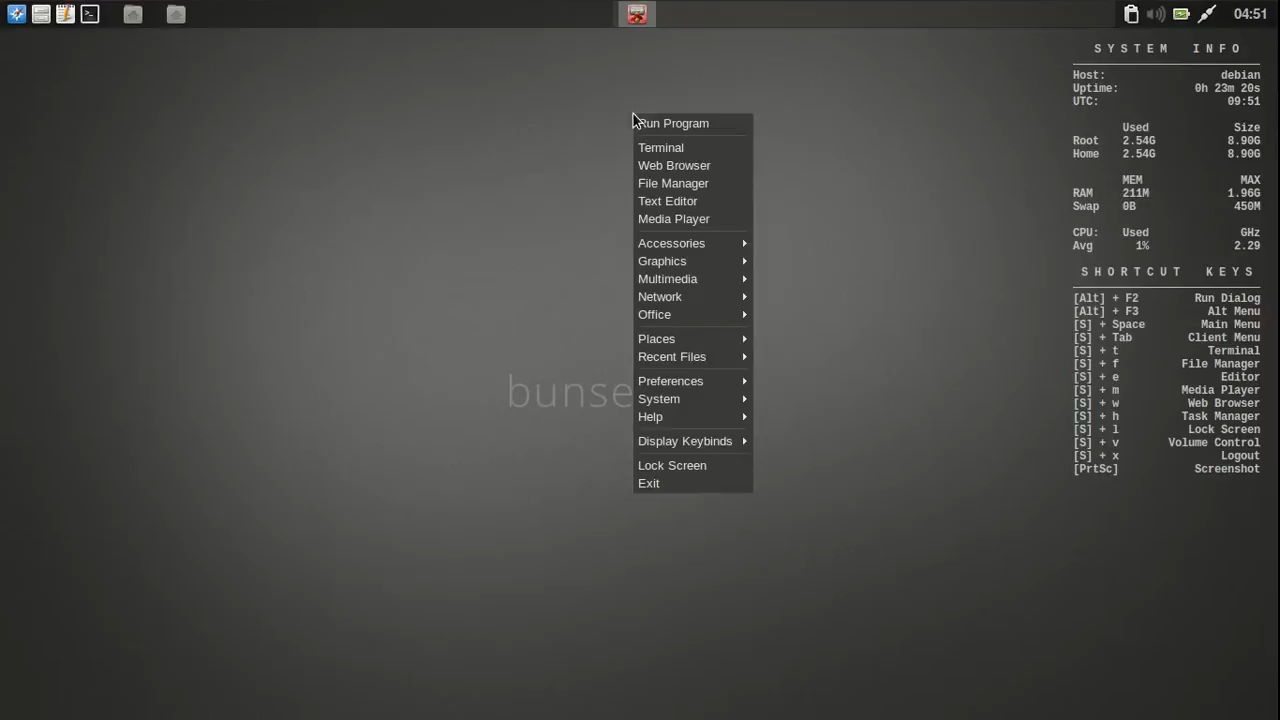 04:51
SYSTEM INFO
Host: debian
Uptime: 0h 23m 20s
UTC: 09:51
Used Size
Root 2.54G 8.90G
Home 2.54G 8.90G
MEM MAX
RAM 211M 1.96G
Swap 0B 450M
CPU: Used GHz
Avg 1% 2.29
SHORTCUT KEYS
[Alt] + F2 Run Dialog
[Alt] + F3 Alt Menu
[S] + Space Main Menu
[S] + Tab Client Menu
[S] + t Terminal
[S] + f File Manager
[S] + e Editor
[S] + m Media Player
[S] + w Web Browser
[S] + h Task Manager
[S] + l Lock Screen
[S] + v Volume Control
[S] + x Logout
[PrtSc] Screenshot
Run Program
Terminal
Web Browser
File Manager
Text Editor
Media Player
Accessories
Graphics
Multimedia
Network
Office
Places
Recent Files
Preferences
System
Help
Display Keybinds
Lock Screen
Exit
bunse